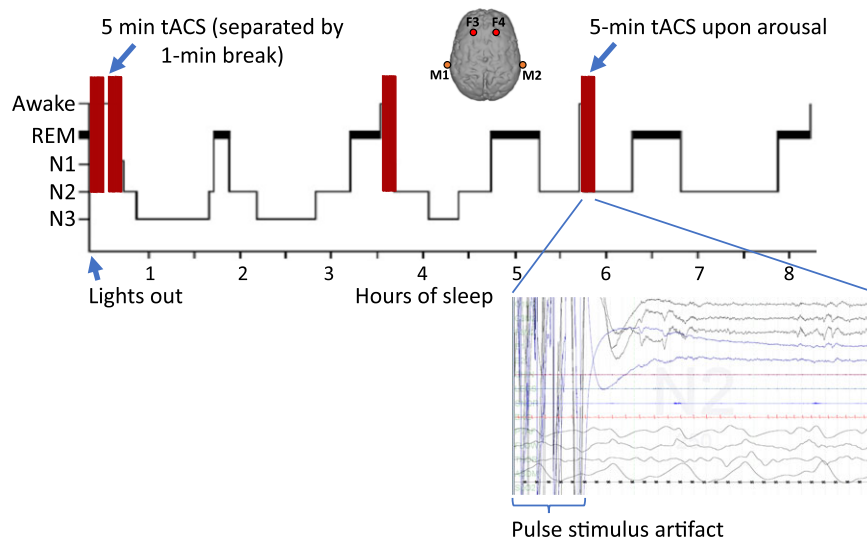 5 min tACS (separated by
1-min break)
F3 F4
M1 M2
5-min tACS upon arousal
Awake
REM
N1
N2
N3
1 2 3 4 5 6 7 8
Lights out
Hours of sleep
N2
Pulse stimulus artifact